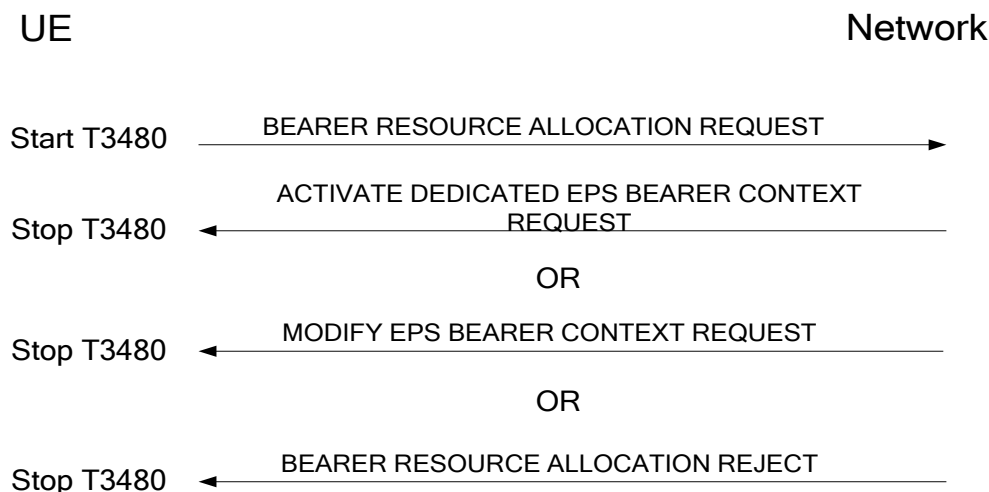 UE Network
Start T3480 BEARER RESOURCE ALLOCATION REQUEST
ACTIVATE DEDICATED EPS BEARER CONTEXT
REQUEST
Stop T3480
OR
Stop T3480 MODIFY EPS BEARER CONTEXT REQUEST
OR
Stop T3480 BEARER RESOURCE ALLOCATION REJECT